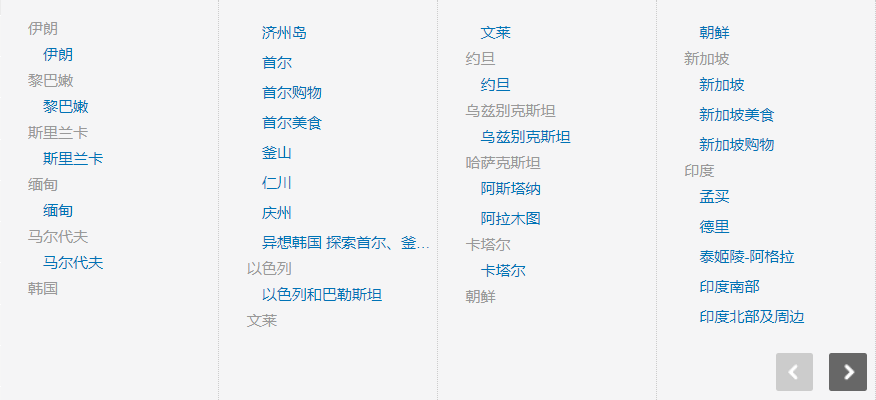 伊朗
伊朗
黎巴嫩
黎巴嫩
斯里兰卡
斯里兰卡
缅甸
缅甸
马尔代夫
马尔代夫
韩国
济州岛
首尔
首尔购物
首尔美食
釜山
仁川
庆州
异想韩国 探索首尔、釜...
以色列
以色列和巴勒斯坦
文莱
文莱
约旦
约旦
乌兹别克斯坦
乌兹别克斯坦
哈萨克斯坦
阿斯塔纳
阿拉木图
卡塔尔
卡塔尔
朝鲜
朝鲜
新加坡
新加坡
新加坡美食
新加坡购物
印度
孟买
德里
泰姬陵-阿格拉
印度南部
印度北部及周边